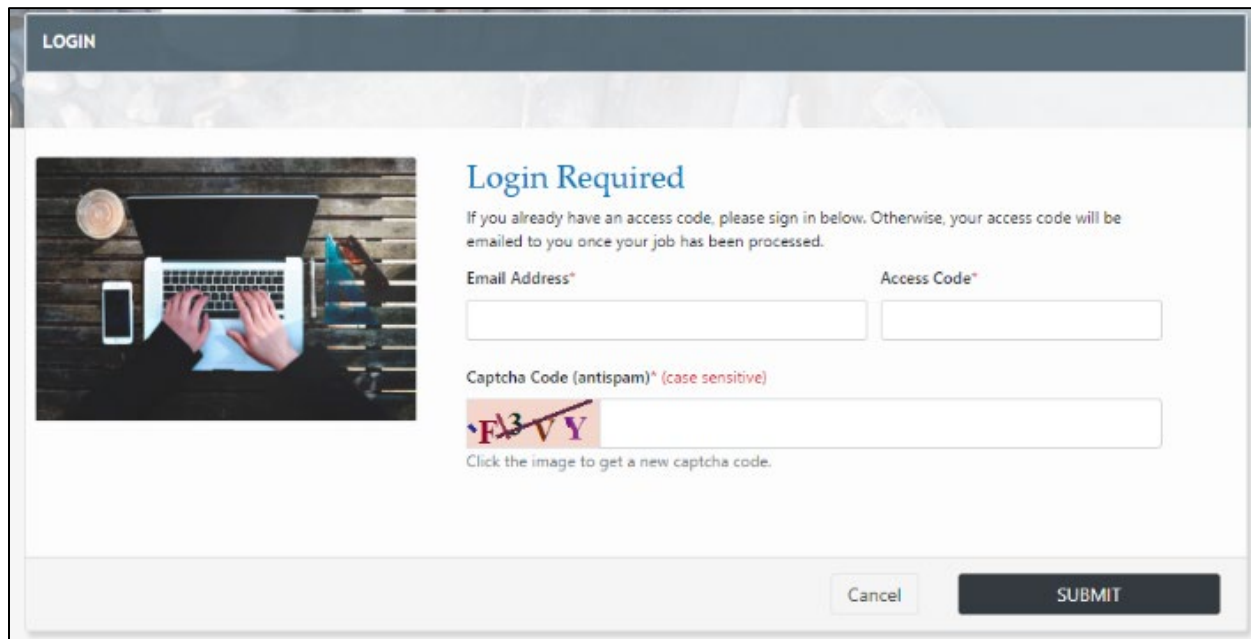 LOGIN
Login Required
If you already have an access code, please sign in below. Otherwise, your access code will be
emailed to you once your job has been processed.
Email Address* Access Code*
Captcha Code (antispam)* (case sensitive)
Click the image to get a new captcha code.
Cancel SUBMIT